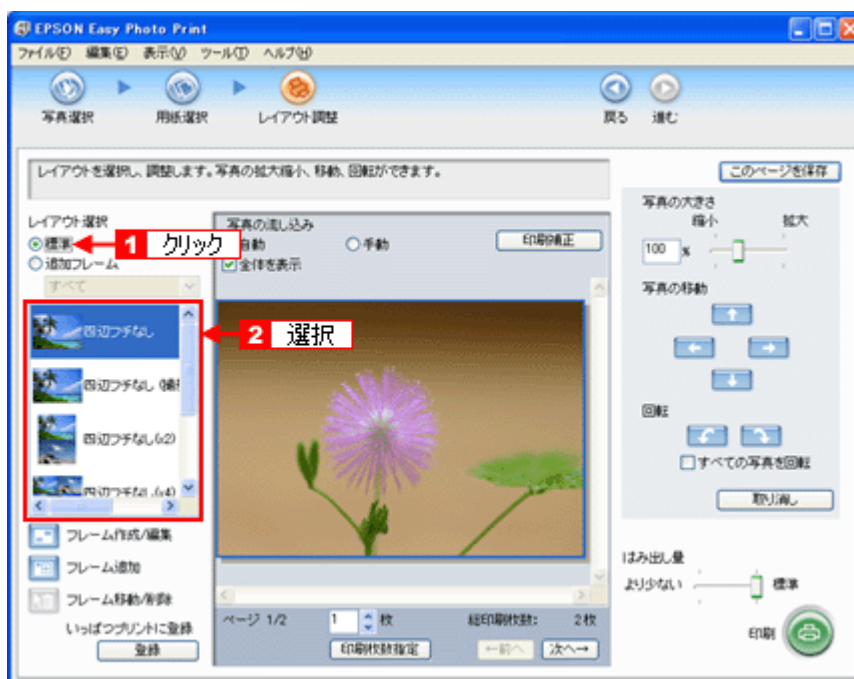 EPSON Easy Photo Print
ファイル(F) 編集(E) 表示(V) ツール(T) ヘルプ(H)
写真選択 用紙選択 レイアウト調整 戻る 進む
レイアウトを選択し、調整します。写真の拡大縮小、移動、回転ができます。
このページを保存
レイアウト選択
標準
追加フレーム
すべて
1 クリック
写真の流し込み
自動 手動
全体を表示
印刷補正
四辺フチなし
2 選択
四辺フチなし
四辺フチなし(x2)
四辺フチなし(x4)
フレーム作成/編集
フレーム追加
フレーム移動/削除
いっぱつプリントに登録
登録
ページ 1/2 1 枚 総印刷枚数: 2枚
印刷枚数指定 ←前へ 次へ→
写真の大きさ
縮小 拡大
100 %
写真の移動
回転
すべての写真を回転
取り消し
はみ出し量
より少ない 標準
印刷